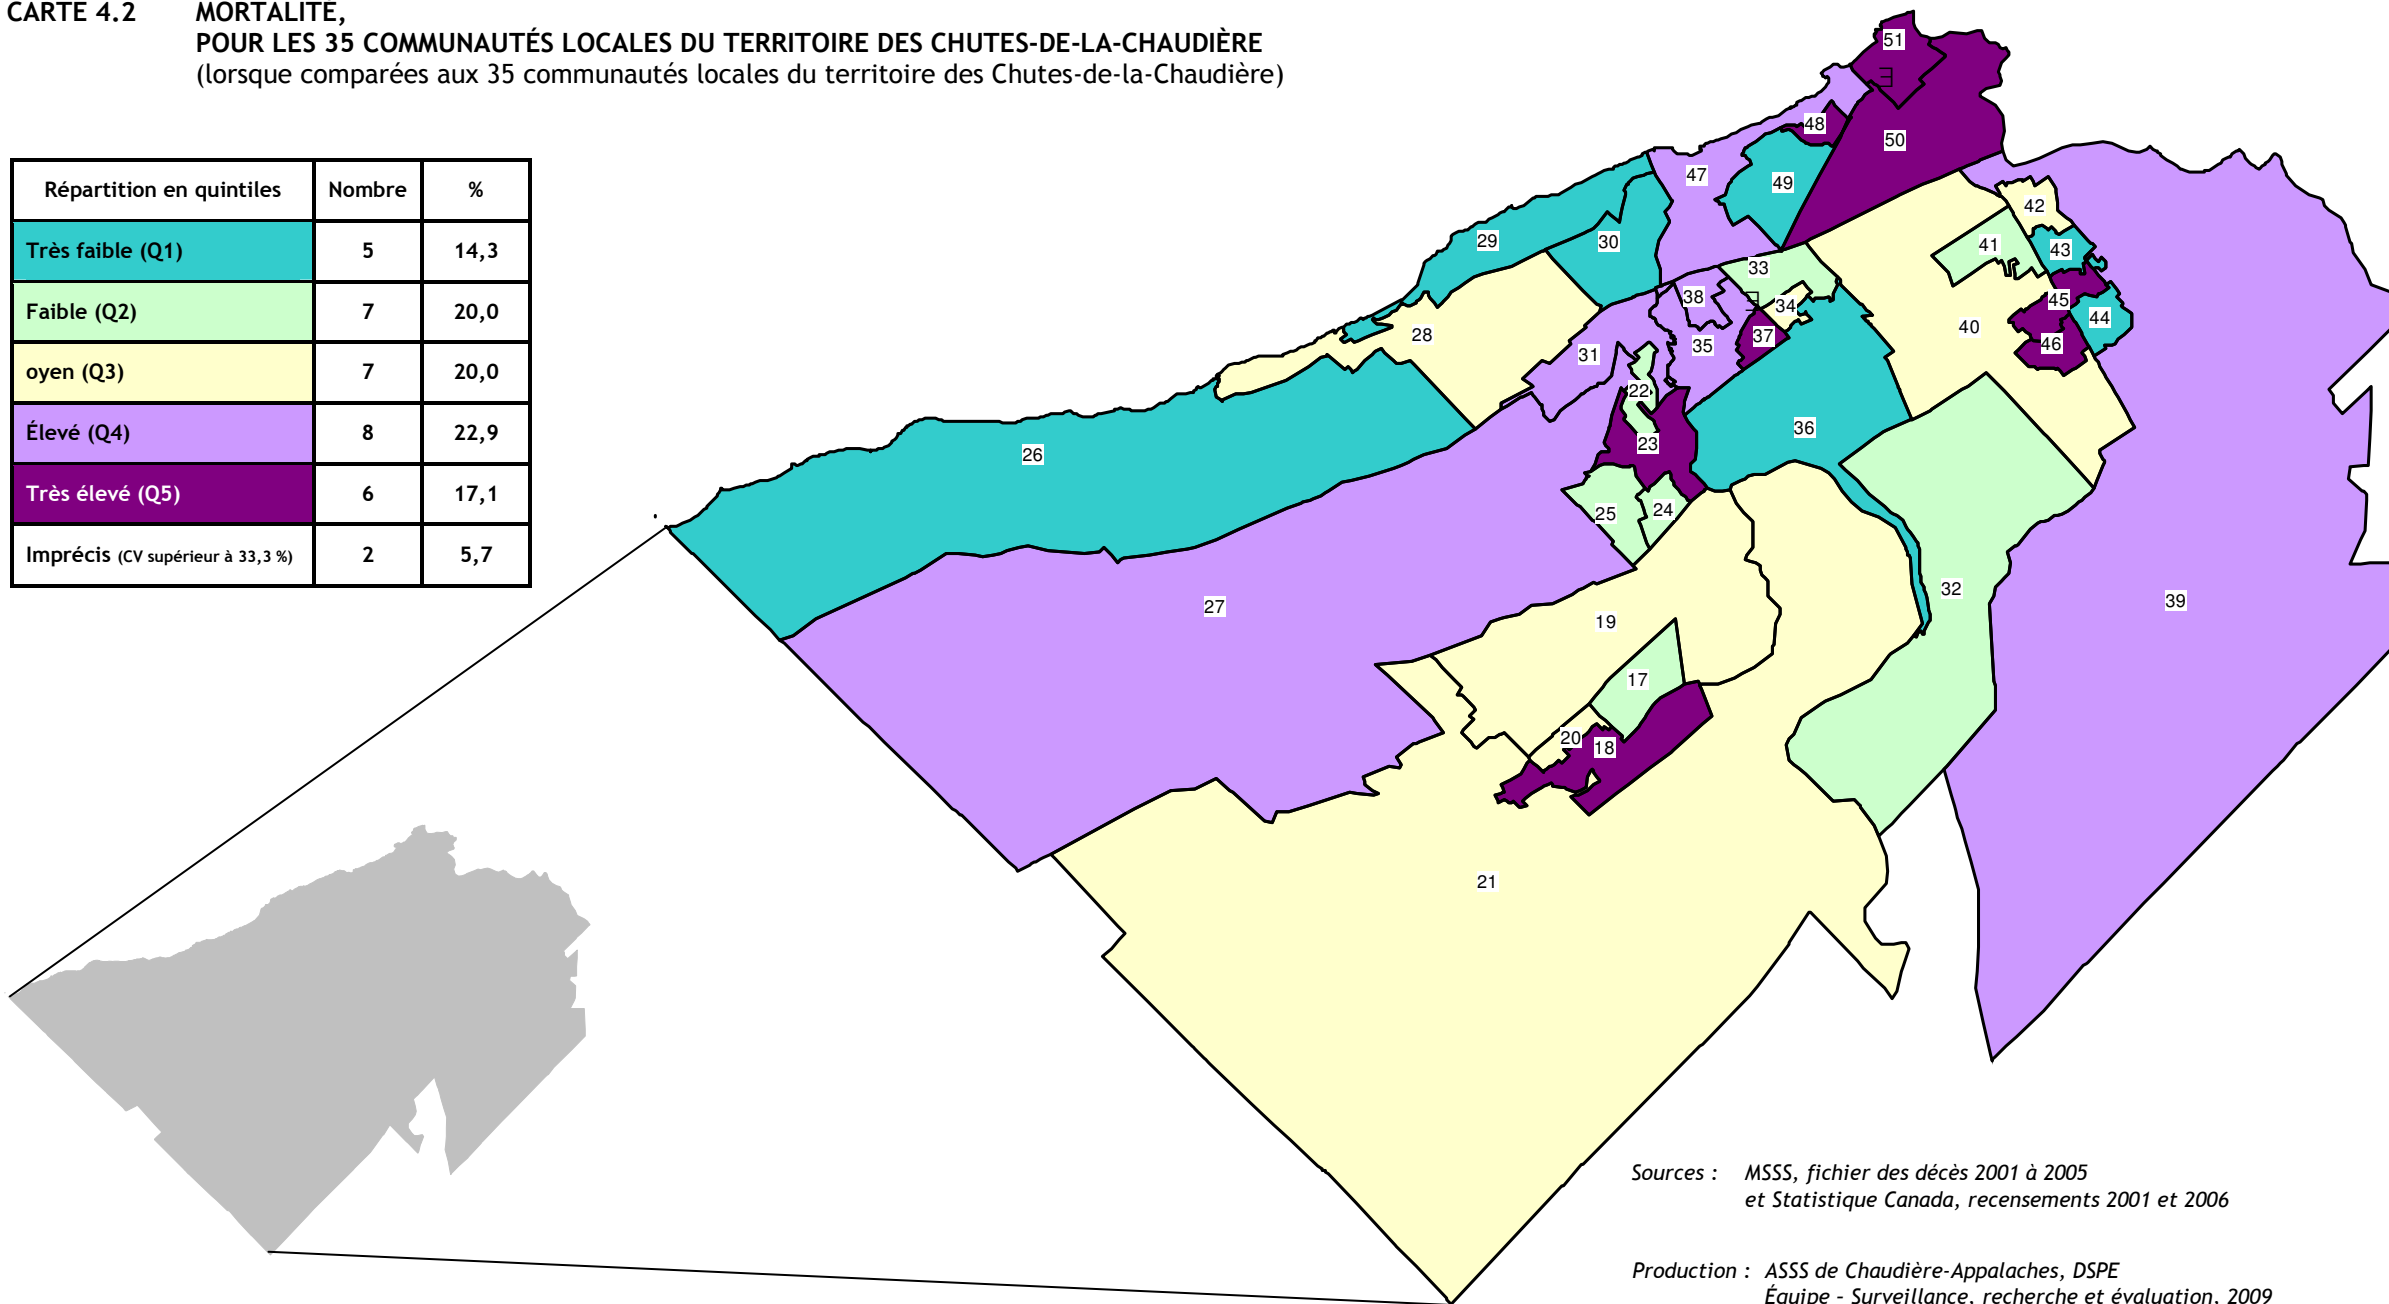 CARTE 4.2 MORTALITÉ,
POUR LES 35 COMMUNAUTÉS LOCALES DU TERRITOIRE DES CHUTES-DE-LA-CHAUDIÈRE
(lorsque comparées aux 35 communautés locales du territoire des Chutes-de-la-Chaudière)
Répartition en quintiles Nombre %
Très faible (Q1) 5 14,3
Faible (Q2) 7 20,0
oyen (Q3) 7 20,0
Élevé (Q4) 8 22,9
Très élevé (Q5) 6 17,1
Imprécis (CV supérieur à 33,3 %) 2 5,7
51
E
48
50
47
49
42
29
30
41
43
33
38
E
34
45
44
28
40
37
46
35
31
22
36
23
26
25
24
32
27
39
19
17
20
18
21
Sources : MSSS, fichier des décès 2001 à 2005
et Statistique Canada, recensements 2001 et 2006
Production : ASSS de Chaudière-Appalaches, DSPE
Équipe - Surveillance, recherche et évaluation, 2009